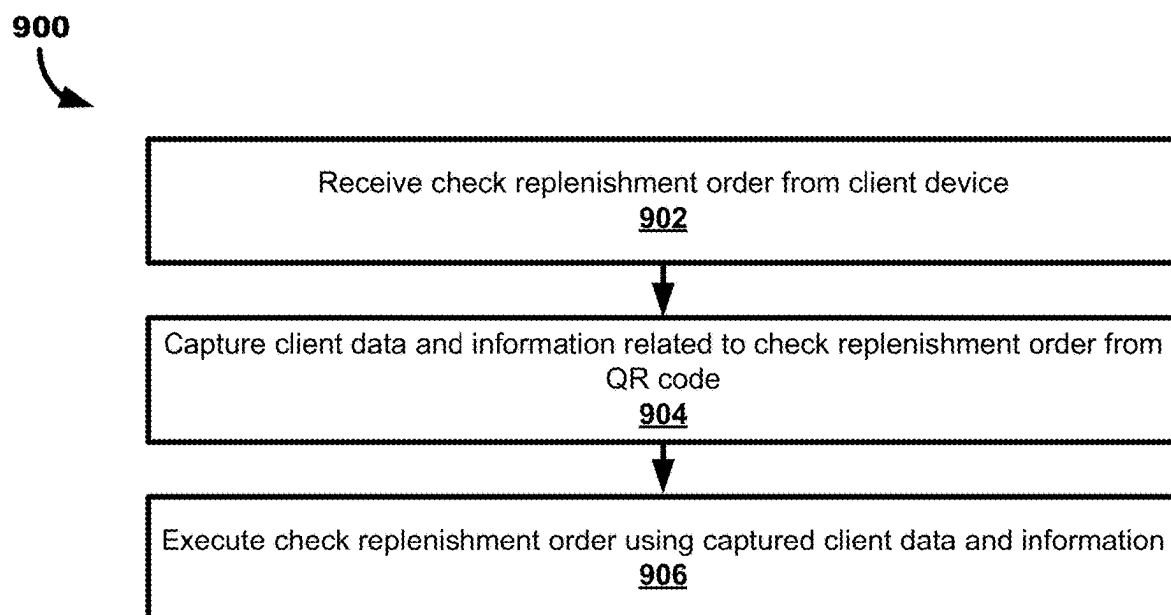 900
Receive check replenishment order from client device
902
Capture client data and information related to check replenishment order from
QR code
904
Execute check replenishment order using captured client data and information
906